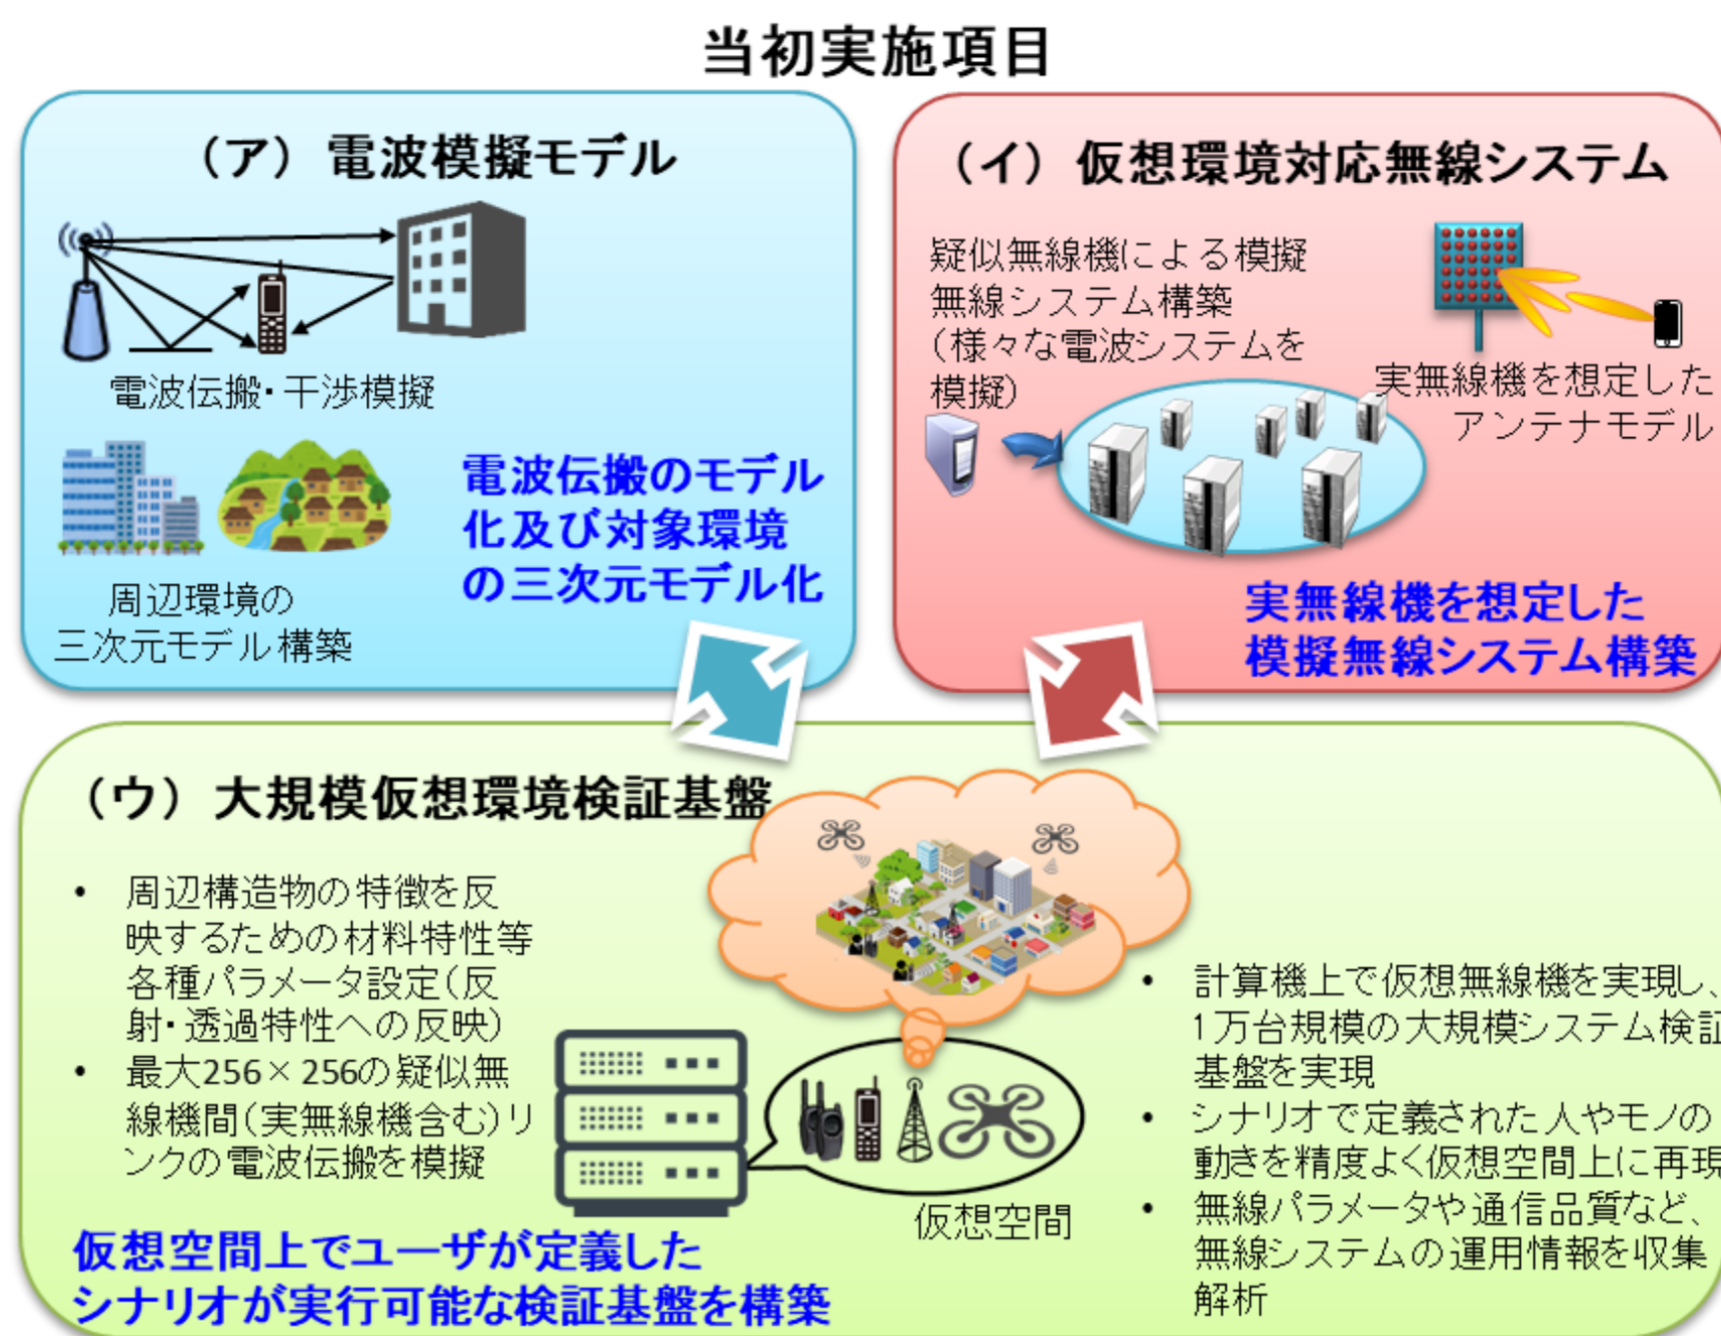 当初実施項目
（ア）電波模擬モデル
電波伝搬・干渉模擬
周辺環境の
三次元モデル構築
電波伝搬のモデル
化及び対象環境
の三次元モデル化
（イ）仮想環境対応無線システム
疑似無線機による模擬
無線システム構築
（様々な電波システムを
模擬）
実無線機を想定した
アンテナモデル
実無線機を想定した
模擬無線システム構築
（ウ）大規模仮想環境検証基盤
• 周辺構造物の特徴を反
映するための材料特性等
各種パラメータ設定（反
射・透過特性への反映）
• 最大256×256の疑似無
線機間（実無線機含む）リ
ンクの電波伝搬を模擬
仮想空間上でユーザが定義した
シナリオが実行可能な検証基盤を構築
仮想空間
• 計算機上で仮想無線機を実現し、
1万台規模の大規模システム検証
基盤を実現
• シナリオで定義された人やモノの
動きを精度よく仮想空間上に再現
• 無線パラメータや通信品質など、
無線システムの運用情報を収集
解析